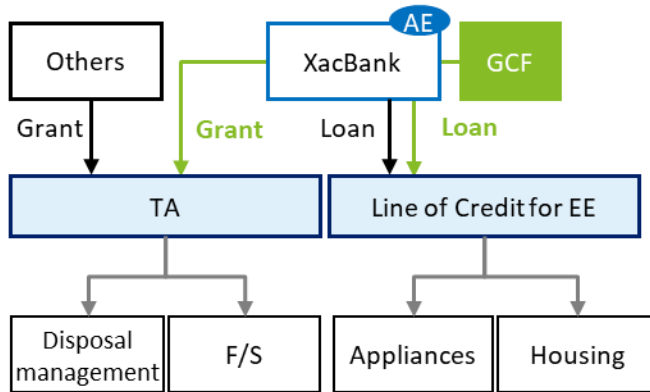 AE
Others
XacBank
GCF
Grant
Grant
Loan
Loan
TA
Line of Credit for EE
Disposal
management
F/S
Appliances
Housing